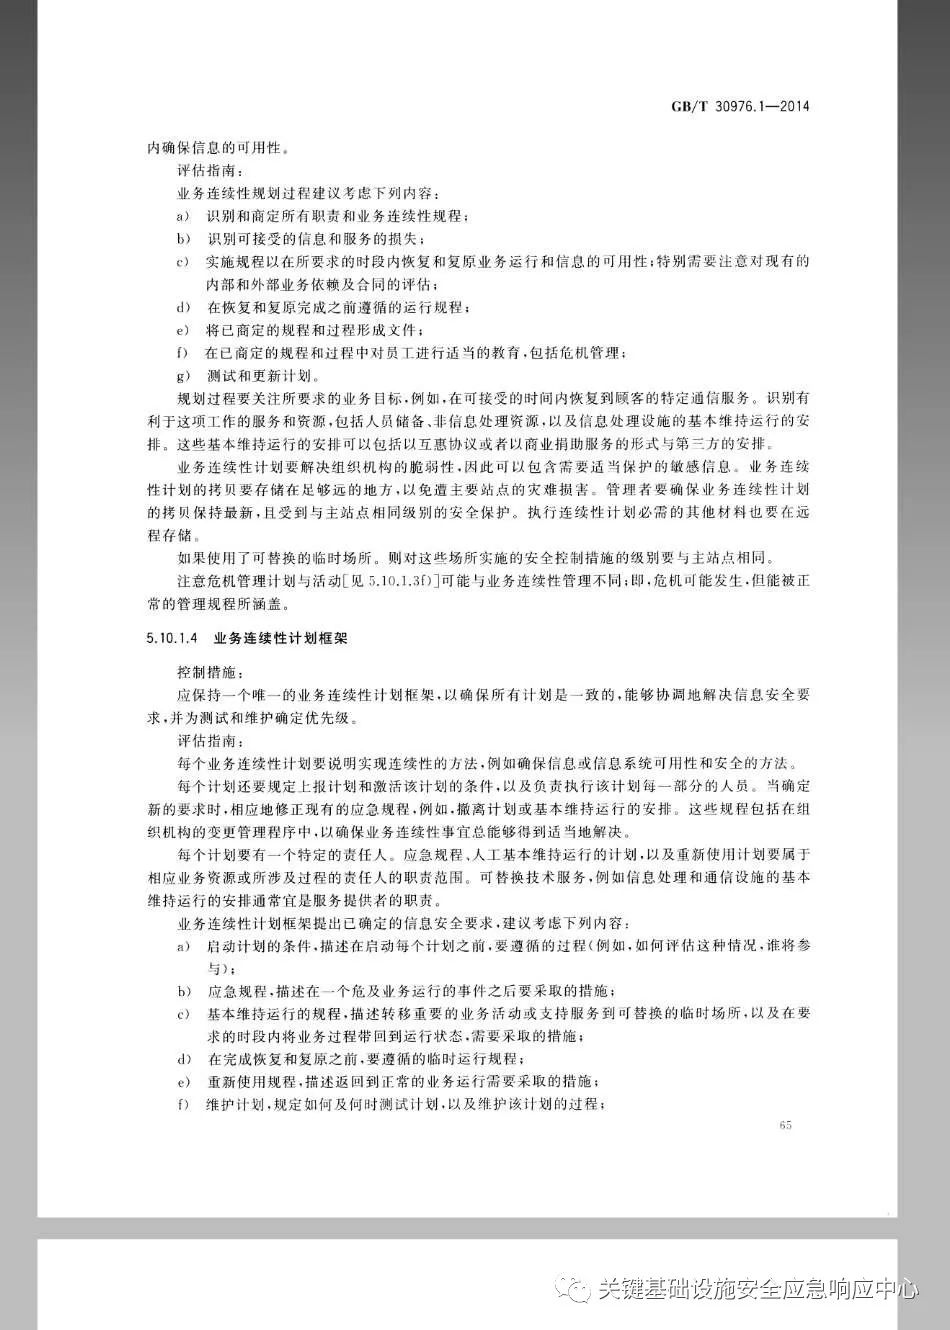 GB/T 30976.1—2014
内确保信息的可用性。
评估指南：
业务连续性规划过程建议考虑下列内容：
a) 识别和商定所有职责和业务连续性规程；
b) 识别可接受的信息和服务的损失；
c) 实施规程以在所要求的时段内恢复和复原业务运行和信息的可用性；特别需要注意对现有的
内部和外部业务依赖及合同的评估；
d) 在恢复和复原完成之前遵循的运行规程；
e) 将已商定的规程和过程形成文件；
f) 在已商定的规程和过程中对员工进行适当的教育，包括危机管理；
g) 测试和更新计划。
规划过程要关注所要求的业务目标，例如，在可接受的时间内恢复到顾客的特定通信服务。识别有
利于这项工作的服务和资源，包括人员储备、非信息处理资源，以及信息处理设施的基本维持运行的安
排。这些基本维持运行的安排可以包括以互惠协议或者以商业捐助服务的形式与第三方的安排。
业务连续性计划要解决组织机构的脆弱性，因此可以包含需要适当保护的敏感信息。业务连续
性计划的拷贝要存储在足够远的地方，以免遭主要站点的灾难损害。管理者要确保业务连续性计划
的拷贝保持最新，且受到与主站点相同级别的安全保护。执行连续性计划必需的其他材料也要在远
程存储。
如果使用了可替换的临时场所。则对这些场所实施的安全控制措施的级别要与主站点相同。
注意危机管理计划与活动[见 5.10.1.3f)]可能与业务连续性管理不同；即，危机可能发生，但能被正
常的管理规程所涵盖。
5.10.1.4 业务连续性计划框架
控制措施：
应保持一个唯一的业务连续性计划框架，以确保所有计划是一致的，能够协调地解决信息安全要
求，并为测试和维护确定优先级。
评估指南：
每个业务连续性计划要说明实现连续性的方法，例如确保信息或信息系统可用性和安全的方法。
每个计划还要规定上报计划和激活该计划的条件，以及负责执行该计划每一部分的人员。当确定
新的要求时，相应地修正现有的应急规程，例如，撤离计划或基本维持运行的安排。这些规程包括在组
织机构的变更管理程序中，以确保业务连续性事宜总能够得到适当地解决。
每个计划要有一个特定的责任人。应急规程、人工基本维持运行的计划，以及重新使用计划要属于
相应业务资源或所涉及过程的责任人的职责范围。可替换技术服务，例如信息处理和通信设施的基本
维持运行的安排通常宜是服务提供者的职责。
业务连续性计划框架提出已确定的信息安全要求，建议考虑下列内容：
a) 启动计划的条件，描述在启动每个计划之前，要遵循的过程(例如，如何评估这种情况，谁将参
与)；
b) 应急规程，描述在一个危及业务运行的事件之后要采取的措施；
c) 基本维持运行的规程，描述转移重要的业务活动或支持服务到可替换的临时场所，以及在要
求的时段内将业务过程带回到运行状态，需要采取的措施；
d) 在完成恢复和复原之前，要遵循的临时运行规程；
e) 重新使用规程，描述返回到正常的业务运行需要采取的措施；
f) 维护计划，规定如何及何时测试计划，以及维护该计划的过程；
65
关键基础设施安全应急响应中心